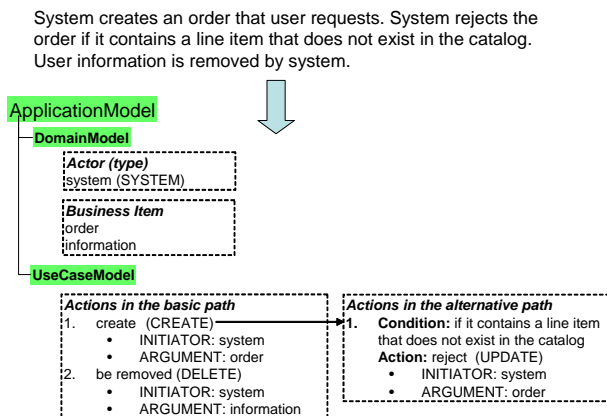 System creates an order that user requests. System rejects the
order if it contains a line item that does not exist in the catalog.
User information is removed by system.
ApplicationModel
DomainModel
Actor (type)
system (SYSTEM)
Business Item
order
information
UseCaseModel
Actions in the basic path
1. create (CREATE)
• INITIATOR: system
• ARGUMENT: order
2. be removed (DELETE)
• INITIATOR: system
• ARGUMENT: information
Actions in the alternative path
1. Condition: if it contains a line item
that does not exist in the catalog
Action: reject (UPDATE)
• INITIATOR: system
• ARGUMENT: order